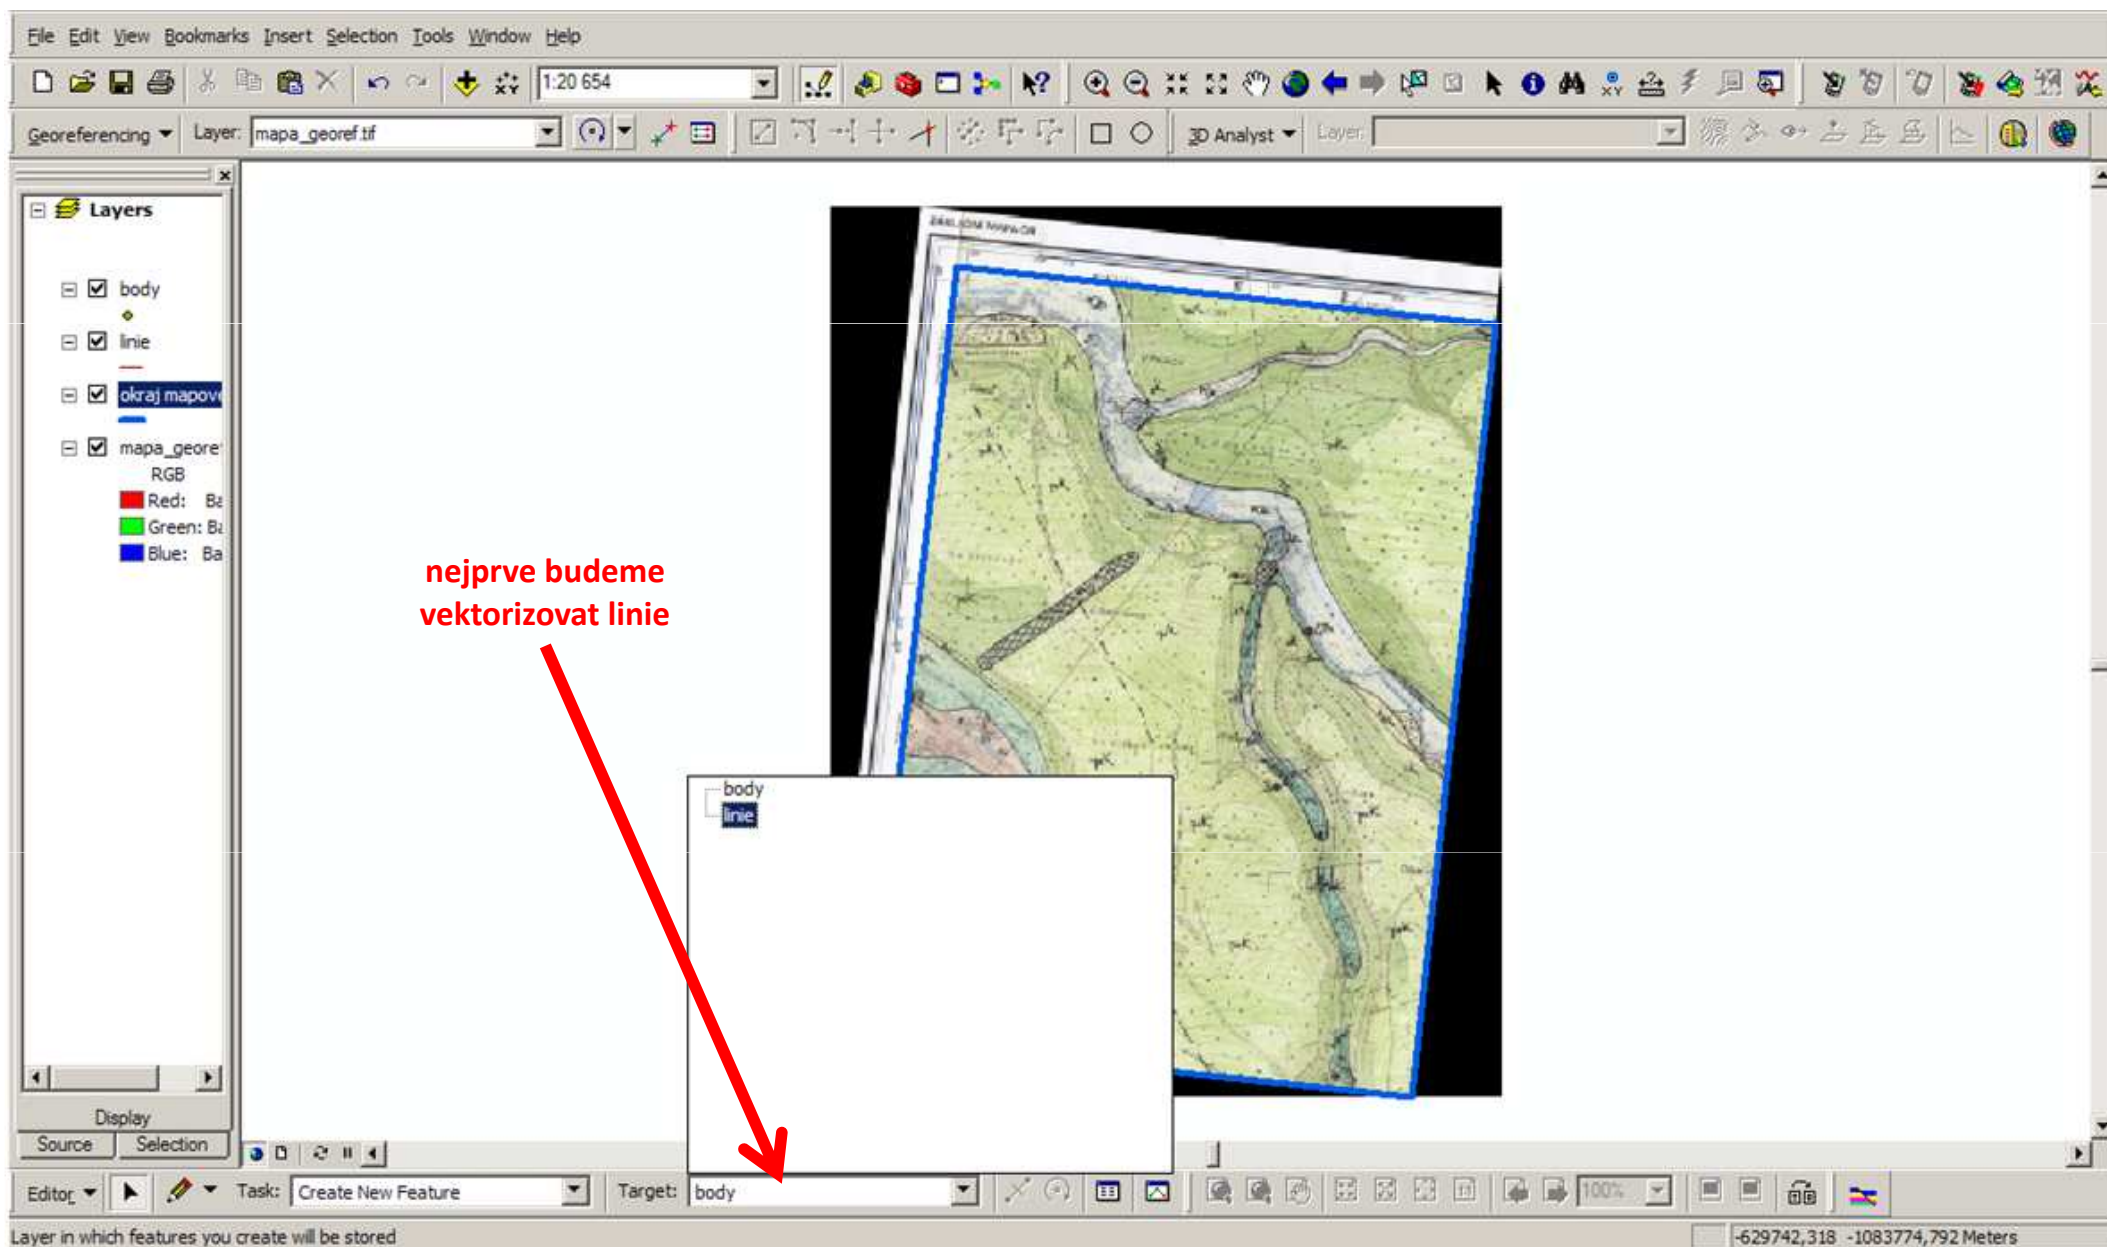 File Edit View Bookmarks Insert Selection Tools Window Help
1:20 654
Georeferencing Layer: mapa_georef.tif 3D Analyst Layer:
Layers
body
linie
okraj mapove
mapa_georef
RGB
Red: Ba
Green: Ba
Blue: Ba
nejprve budeme
vektorizovat linie
body
linie
Display
Source Selection
Editor Task: Create New Feature Target: body 100%
Layer in which features you create will be stored -629742,318 -1083774,792 Meters